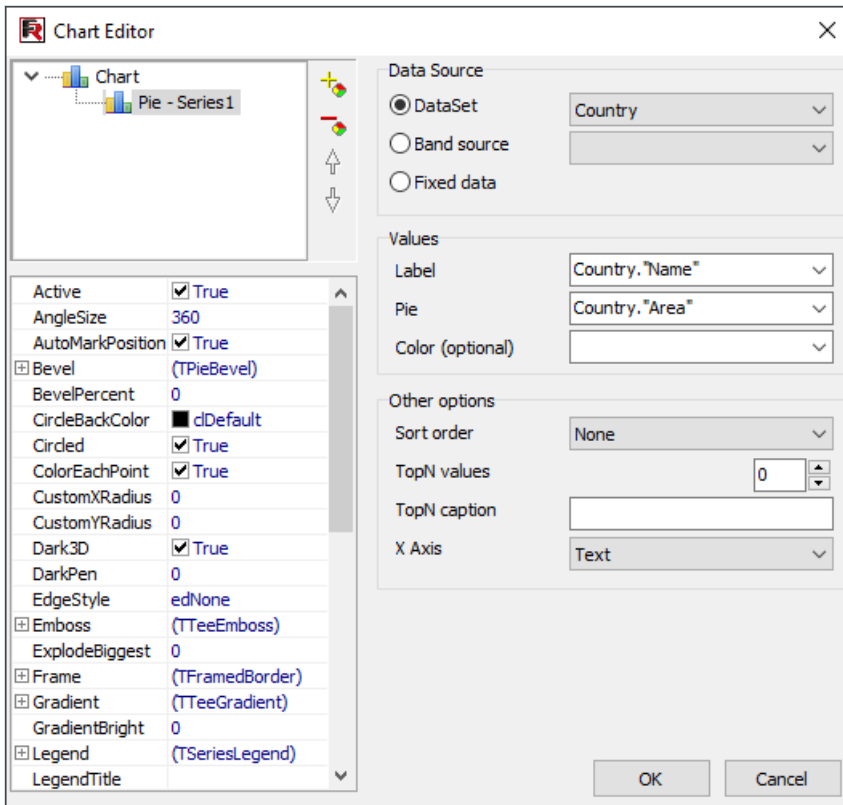 Chart Editor
Chart
Pie - Series1
Active True
AngleSize 360
AutoMarkPosition True
Bevel (TPieBevel)
BevelPercent 0
CircleBackColor clDefault
Circled True
ColorEachPoint True
CustomXRadius 0
CustomYRadius 0
Dark3D True
DarkPen 0
EdgeStyle edNone
Emboss (TTeeEmboss)
ExplodeBiggest 0
Frame (TFramedBorder)
Gradient (TTeeGradient)
GradientBright 0
Legend (TSeriesLegend)
LegendTitle
Data Source
DataSet Country
Band source
Fixed data
Values
Label Country."Name"
Pie Country."Area"
Color (optional)
Other options
Sort order None
TopN values 0
TopN caption
X Axis Text
OK Cancel